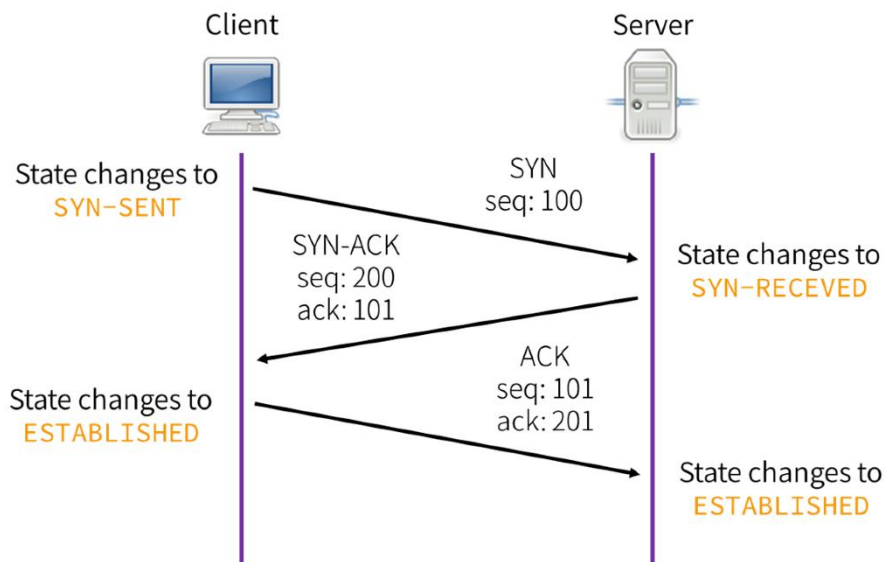 Client
Server
State changes to
SYN-SENT
SYN
seq: 100
SYN-ACK
seq: 200
ack: 101
State changes to
SYN-RECEVED
ACK
seq: 101
ack: 201
State changes to
ESTABLISHED
State changes to
ESTABLISHED